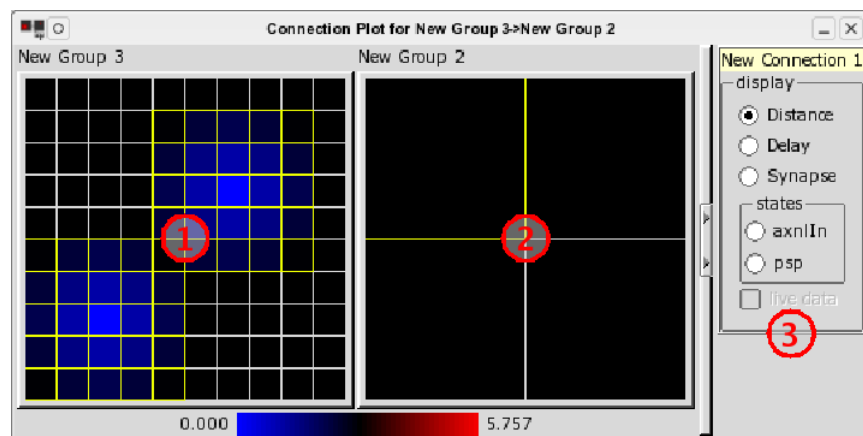 Connection Plot for New Group 3->New Group 2
New Group 3
New Group 2
New Connection 1
display
Distance
Delay
Synapse
states
axnlIn
psp
live data
1
2
3
0.000
5.757